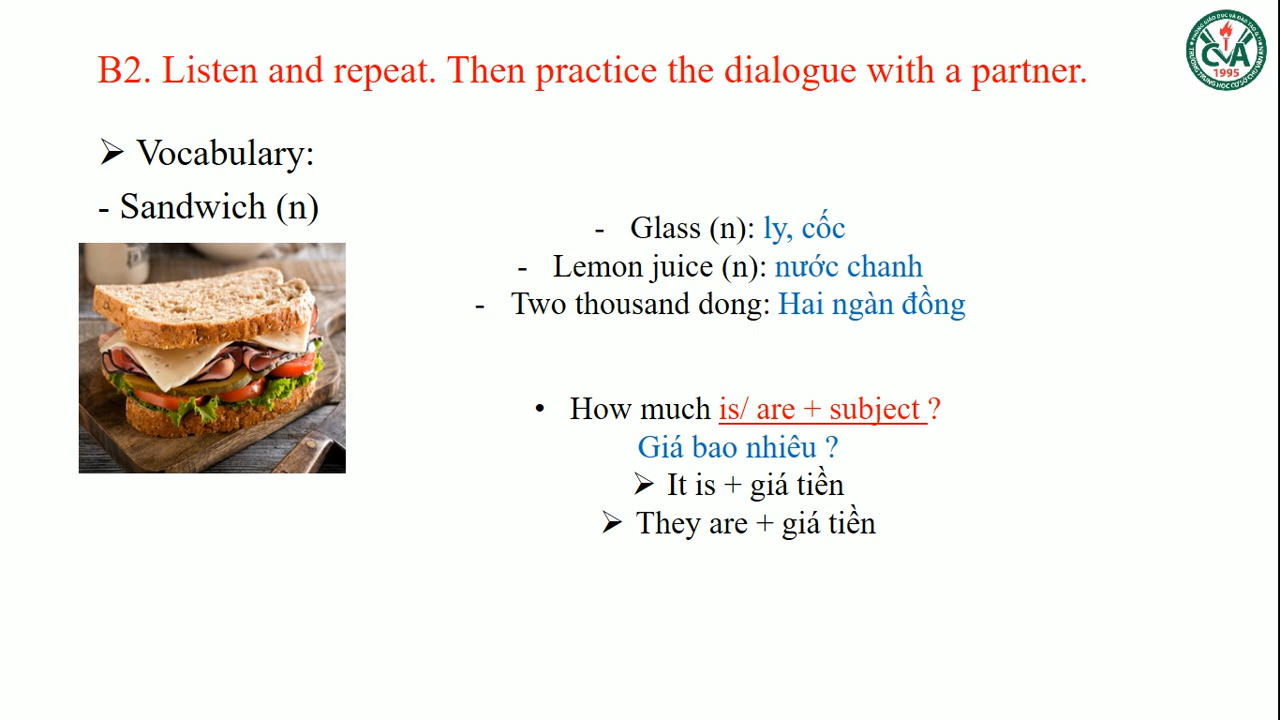 B2. Listen and repeat. Then practice the dialogue with a partner.
CVA
1995
➢ Vocabulary:
- Sandwich (n)
- Glass (n): ly, cốc
- Lemon juice (n): nước chanh
- Two thousand dong: Hai ngàn đồng
• How much is/ are + subject ?
Giá bao nhiêu ?
➢ It is + giá tiền
➢ They are + giá tiền